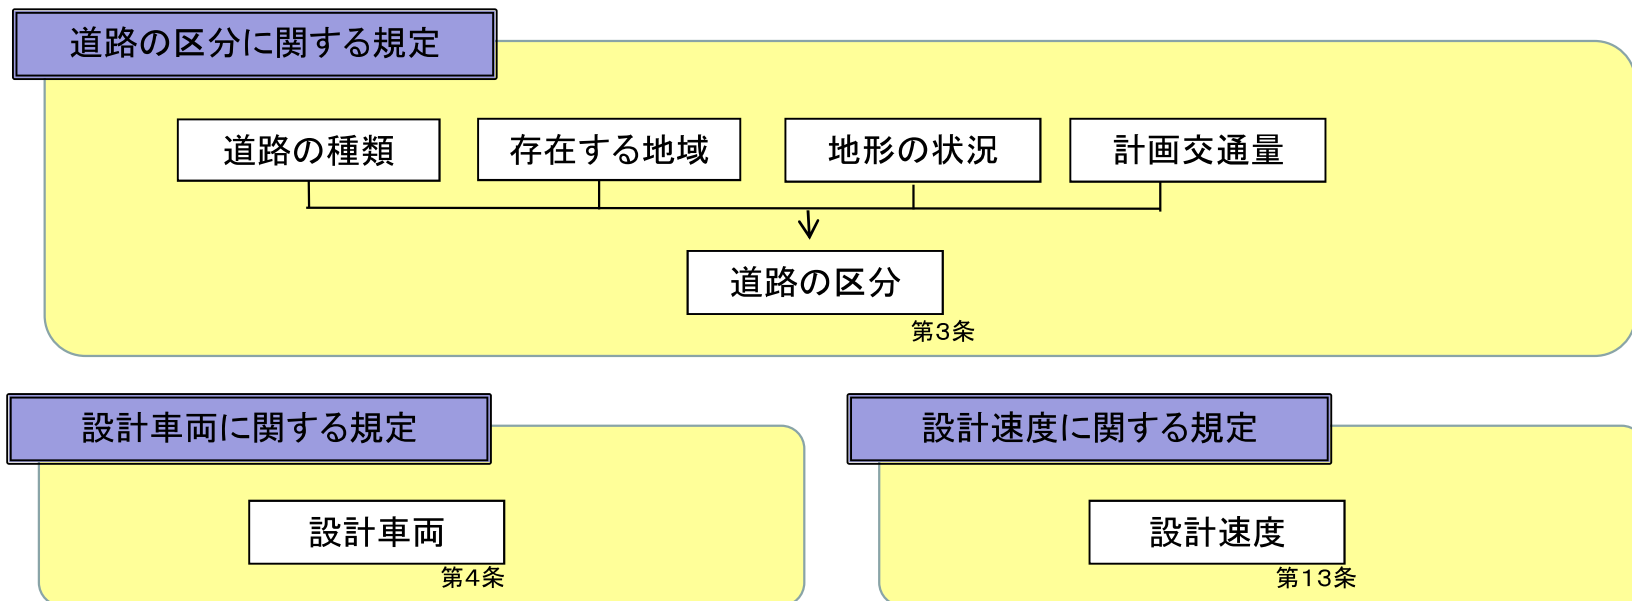 道路の区分に関する規定
道路の種類
存在する地域
地形の状況
計画交通量
道路の区分
第3条
設計車両に関する規定
設計速度に関する規定
設計車両
設計速度
第4条
第13条